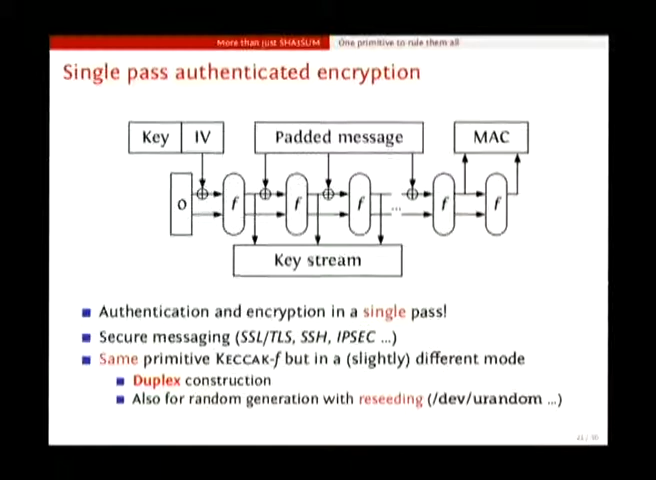 More than just SHA1SUM One primitive to rule them all
Single pass authenticated encryption
Key IV Padded message MAC
0 f f f ... f f
Key stream
Authentication and encryption in a single pass!
Secure messaging (SSL/TLS, SSH, IPSEC ...)
Same primitive KECCAK-f but in a (slightly) different mode
Duplex construction
Also for random generation with reseeding (/dev/urandom ...)